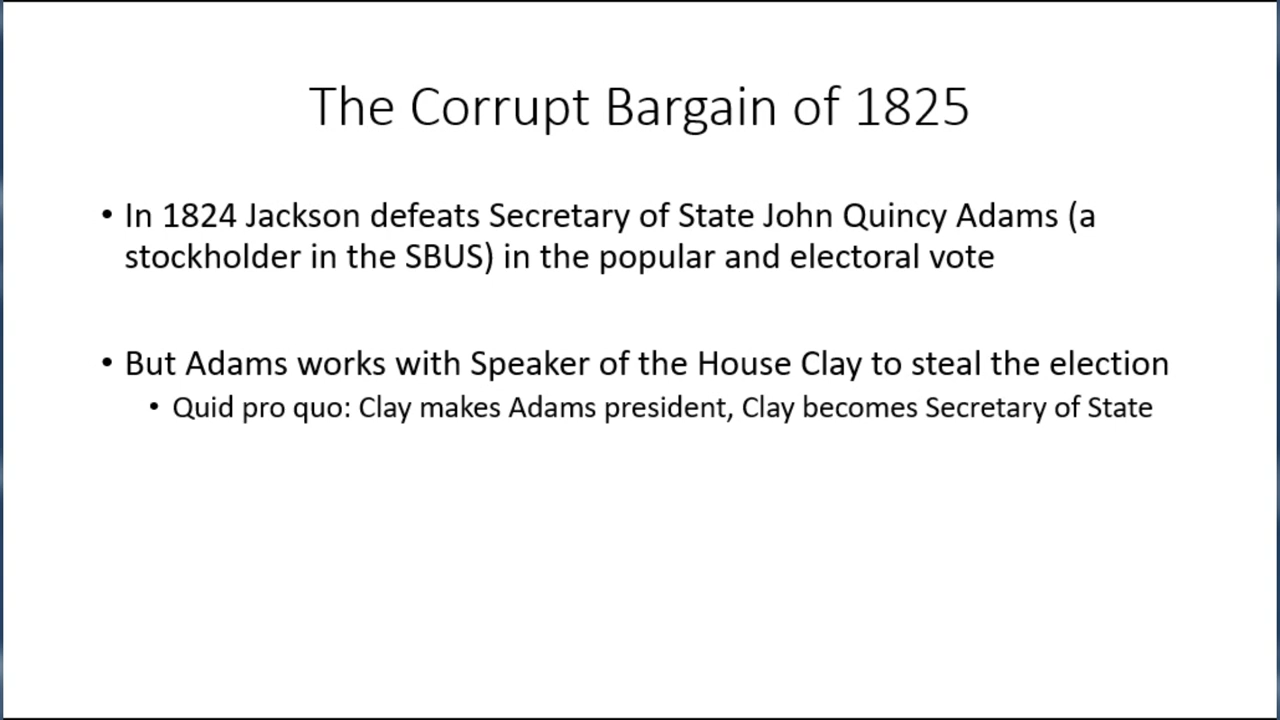 The Corrupt Bargain of 1825
• In 1824 Jackson defeats Secretary of State John Quincy Adams (a
stockholder in the SBUS) in the popular and electoral vote
• But Adams works with Speaker of the House Clay to steal the election
• Quid pro quo: Clay makes Adams president, Clay becomes Secretary of State